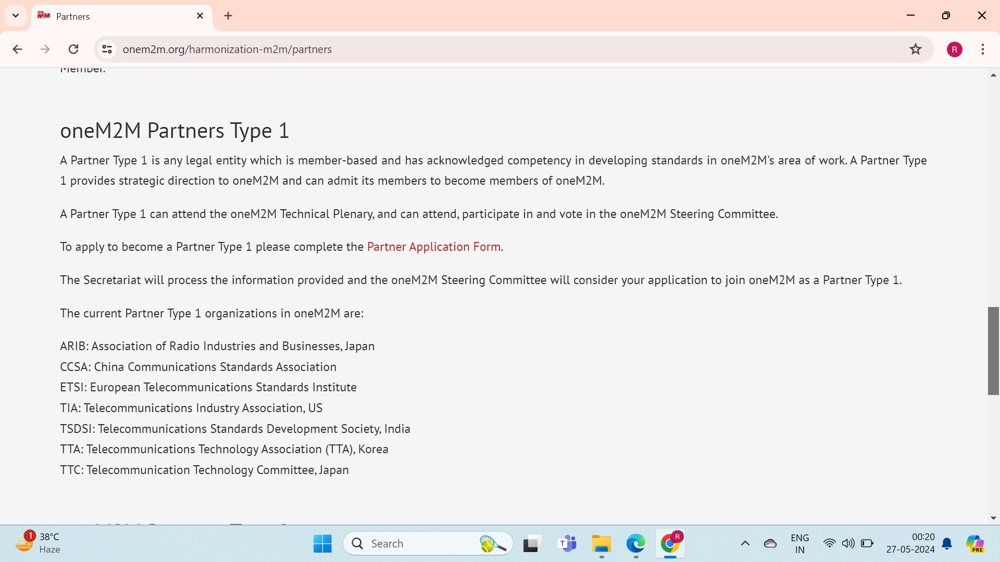 one
M2M Partners
onem2m.org/harmonization-m2m/partners
R
Member.
oneM2M Partners Type 1
A Partner Type 1 is any legal entity which is member-based and has acknowledged competency in developing standards in oneM2M's area of work. A Partner Type
1 provides strategic direction to oneM2M and can admit its members to become members of oneM2M.
A Partner Type 1 can attend the oneM2M Technical Plenary, and can attend, participate in and vote in the oneM2M Steering Committee.
To apply to become a Partner Type 1 please complete the Partner Application Form.
The Secretariat will process the information provided and the oneM2M Steering Committee will consider your application to join oneM2M as a Partner Type 1.
The current Partner Type 1 organizations in oneM2M are:
ARIB: Association of Radio Industries and Businesses, Japan
CCSA: China Communications Standards Association
ETSI: European Telecommunications Standards Institute
TIA: Telecommunications Industry Association, US
TSDSI: Telecommunications Standards Development Society, India
TTA: Telecommunications Technology Association (TTA), Korea
TTC: Telecommunication Technology Committee, Japan
1
38°C
Haze
Search
T
R
ENG
IN
00:20
27-05-2024
PRE